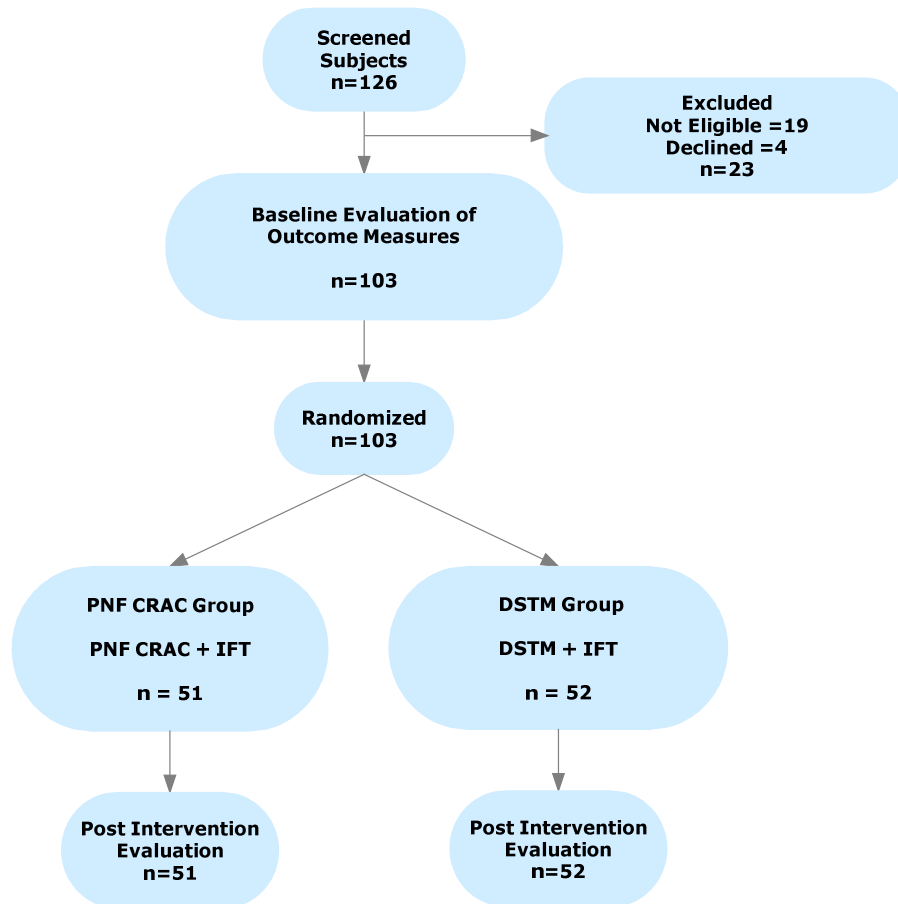 Screened
Subjects
n=126
Excluded
Not Eligible =19
Declined =4
n=23
Baseline Evaluation of
Outcome Measures
n=103
Randomized
n=103
PNF CRAC Group
PNF CRAC + IFT
n = 51
DSTM Group
DSTM + IFT
n = 52
Post Intervention
Evaluation
n=51
Post Intervention
Evaluation
n=52